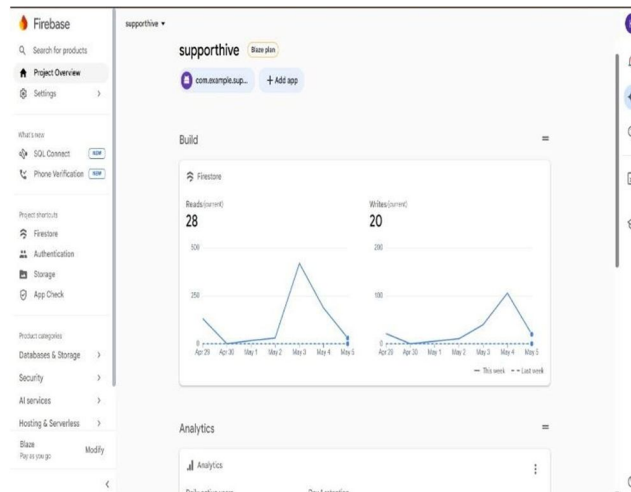 Firebase
Search for products
Project Overview
Settings
What's new
SQL Connect NEW
Phone Verification NEW
Project shortcuts
Firestore
Authentication
Storage
App Check
Product categories
Databases & Storage
Security
AI services
Hosting & Serverless
Blaze
Pay as you go
Modify
supporthive
supporthive Blaze plan
com.example.sup... + Add app
Build
Firestore
Reads (current)
28
500
250
0
Apr 29 Apr 30 May 1 May 2 May 3 May 4 May 5
Writes (current)
20
200
100
0
Apr 29 Apr 30 May 1 May 2 May 3 May 4 May 5
This week Last week
Analytics
Analytics